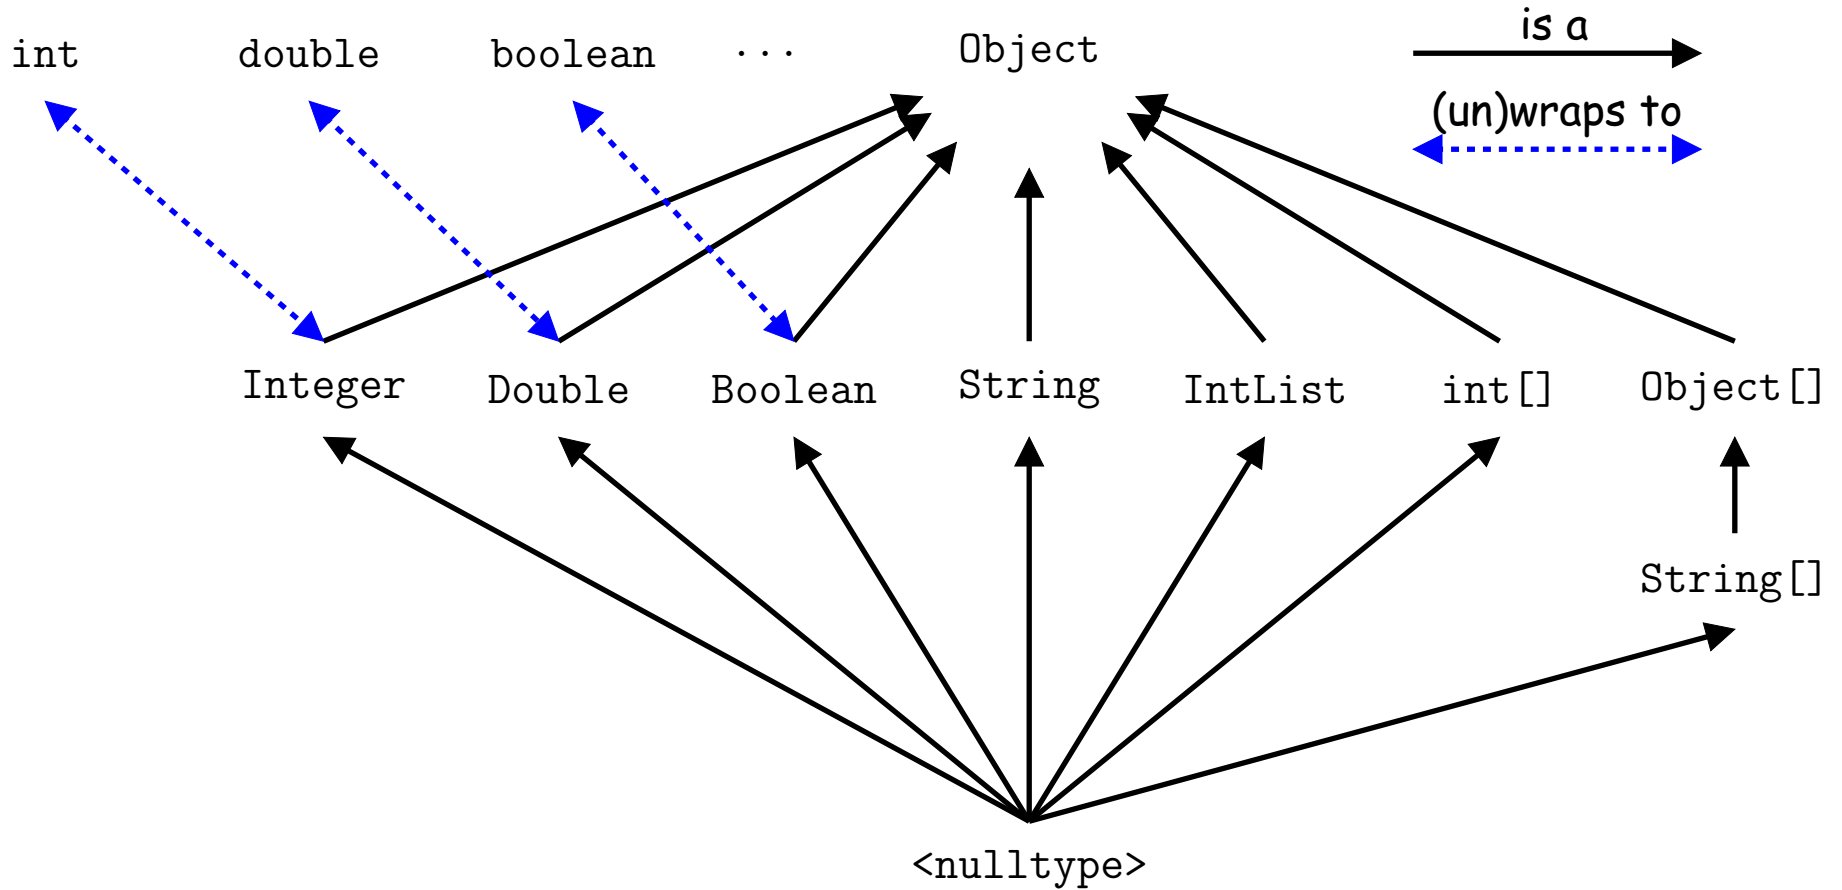 int double boolean ··· Object
is a
(un)wraps to
Integer Double Boolean String IntList int[] Object[]
String[]
<nulltype>